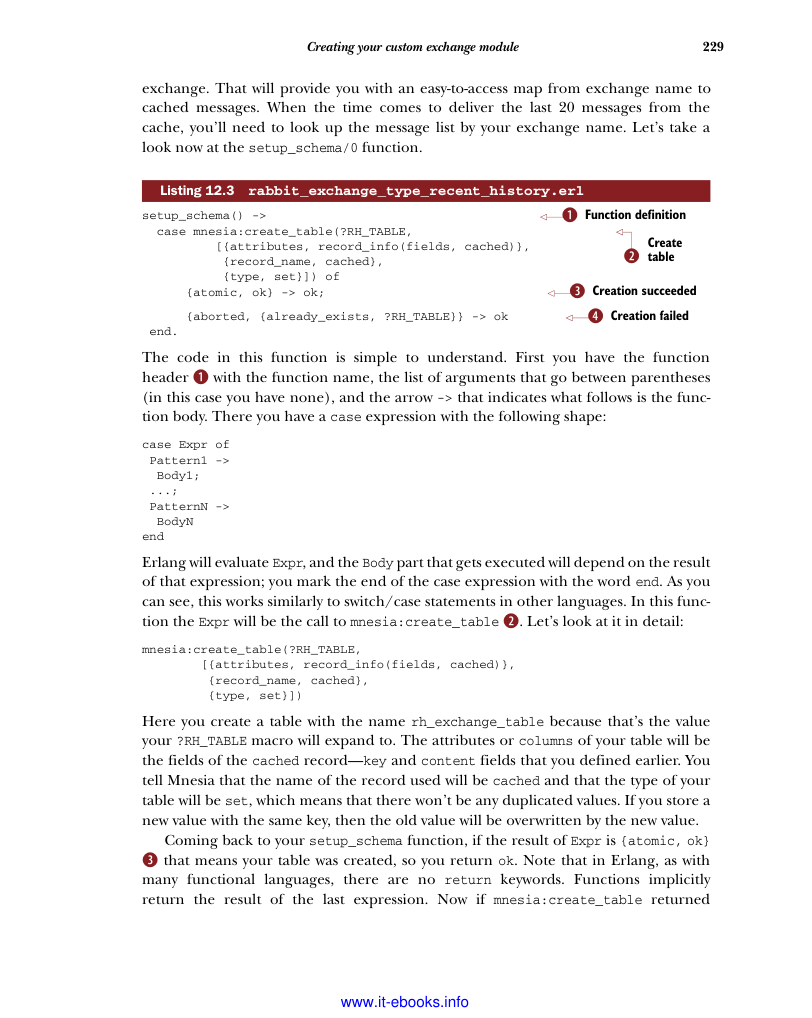 Creating your custom exchange module 229
exchange. That will provide you with an easy-to-access map from exchange name to
cached messages. When the time comes to deliver the last 20 messages from the
cache, you'll need to look up the message list by your exchange name. Let's take a
look now at the setup_schema/0 function.
Listing 12.3 rabbit_exchange_type_recent_history.erl
setup_schema() -> 1 Function definition
case mnesia:create_table(?RH_TABLE,
[{attributes, record_info(fields, cached)}, Create
{record_name, cached}, 2 table
{type, set}]) of
{atomic, ok} -> ok; 3 Creation succeeded
{aborted, {already_exists, ?RH_TABLE}} -> ok 4 Creation failed
end.
The code in this function is simple to understand. First you have the function
header 1 with the function name, the list of arguments that go between parentheses
(in this case you have none), and the arrow -> that indicates what follows is the func-
tion body. There you have a case expression with the following shape:
case Expr of
Pattern1 ->
Body1;
...;
PatternN ->
BodyN
end
Erlang will evaluate Expr, and the Body part that gets executed will depend on the result
of that expression; you mark the end of the case expression with the word end. As you
can see, this works similarly to switch/case statements in other languages. In this func-
tion the Expr will be the call to mnesia:create_table 2. Let's look at it in detail:
mnesia:create_table(?RH_TABLE,
[{attributes, record_info(fields, cached)},
{record_name, cached},
{type, set}])
Here you create a table with the name rh_exchange_table because that's the value
your ?RH_TABLE macro will expand to. The attributes or columns of your table will be
the fields of the cached record—key and content fields that you defined earlier. You
tell Mnesia that the name of the record used will be cached and that the type of your
table will be set, which means that there won't be any duplicated values. If you store a
new value with the same key, then the old value will be overwritten by the new value.
Coming back to your setup_schema function, if the result of Expr is {atomic, ok}
3 that means your table was created, so you return ok. Note that in Erlang, as with
many functional languages, there are no return keywords. Functions implicitly
return the result of the last expression. Now if mnesia:create_table returned
www.it-ebooks.info